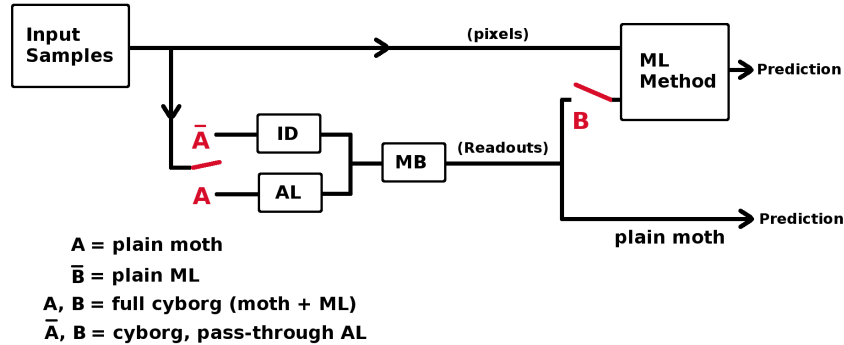 Input
Samples
(pixels)
ML
Method
Prediction
B
A̅
ID
A
AL
MB
(Readouts)
Prediction
plain moth
A = plain moth
B̅ = plain ML
A, B = full cyborg (moth + ML)
A̅, B = cyborg, pass-through AL